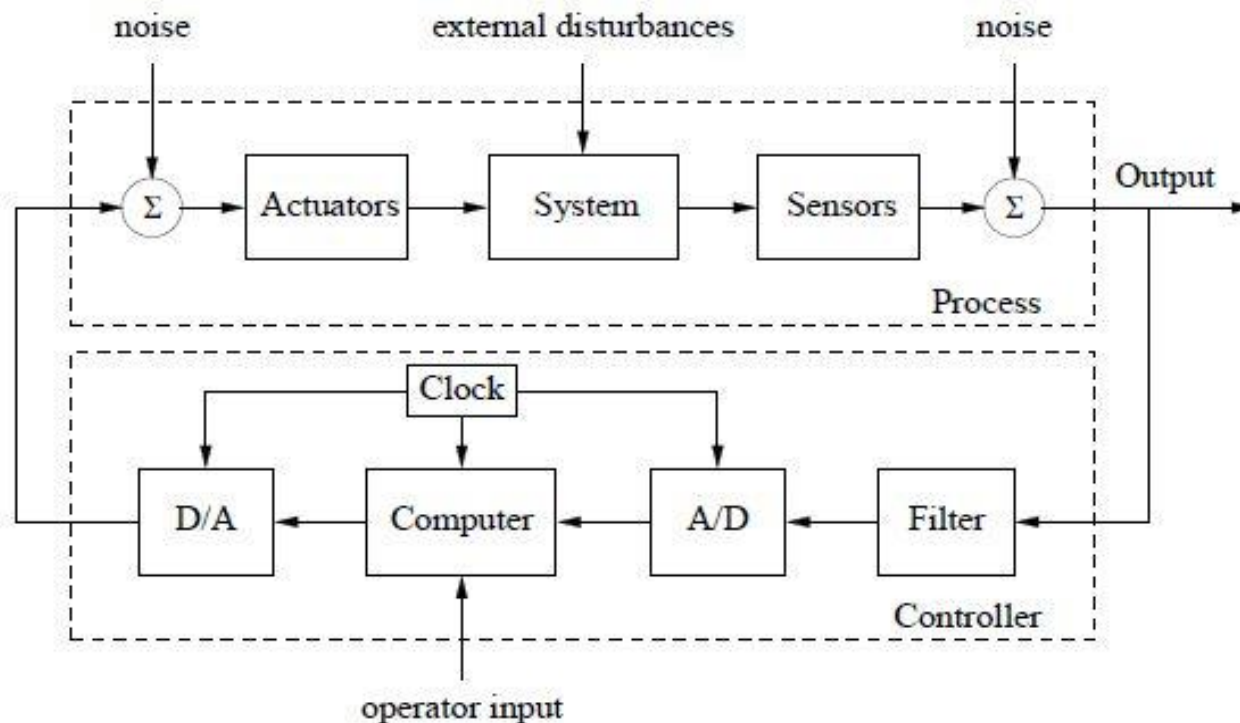 noise
external disturbances
noise
Output
Σ
Actuators
System
Sensors
Σ
Process
Clock
D/A
Computer
A/D
Filter
Controller
operator input